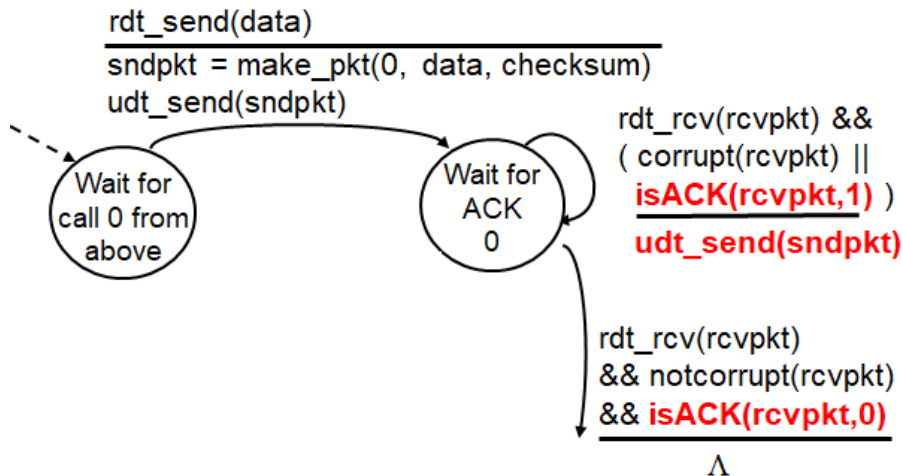 rdt_send(data)
sndpkt = make_pkt(0, data, checksum)
udt_send(sndpkt)
Wait for
call 0 from
above
Wait for
ACK
0
rdt_rcv(rcvpkt) &&
( corrupt(rcvpkt) ||
isACK(rcvpkt,1) )
udt_send(sndpkt)
rdt_rcv(rcvpkt)
&& notcorrupt(rcvpkt)
&& isACK(rcvpkt,0)
Λ